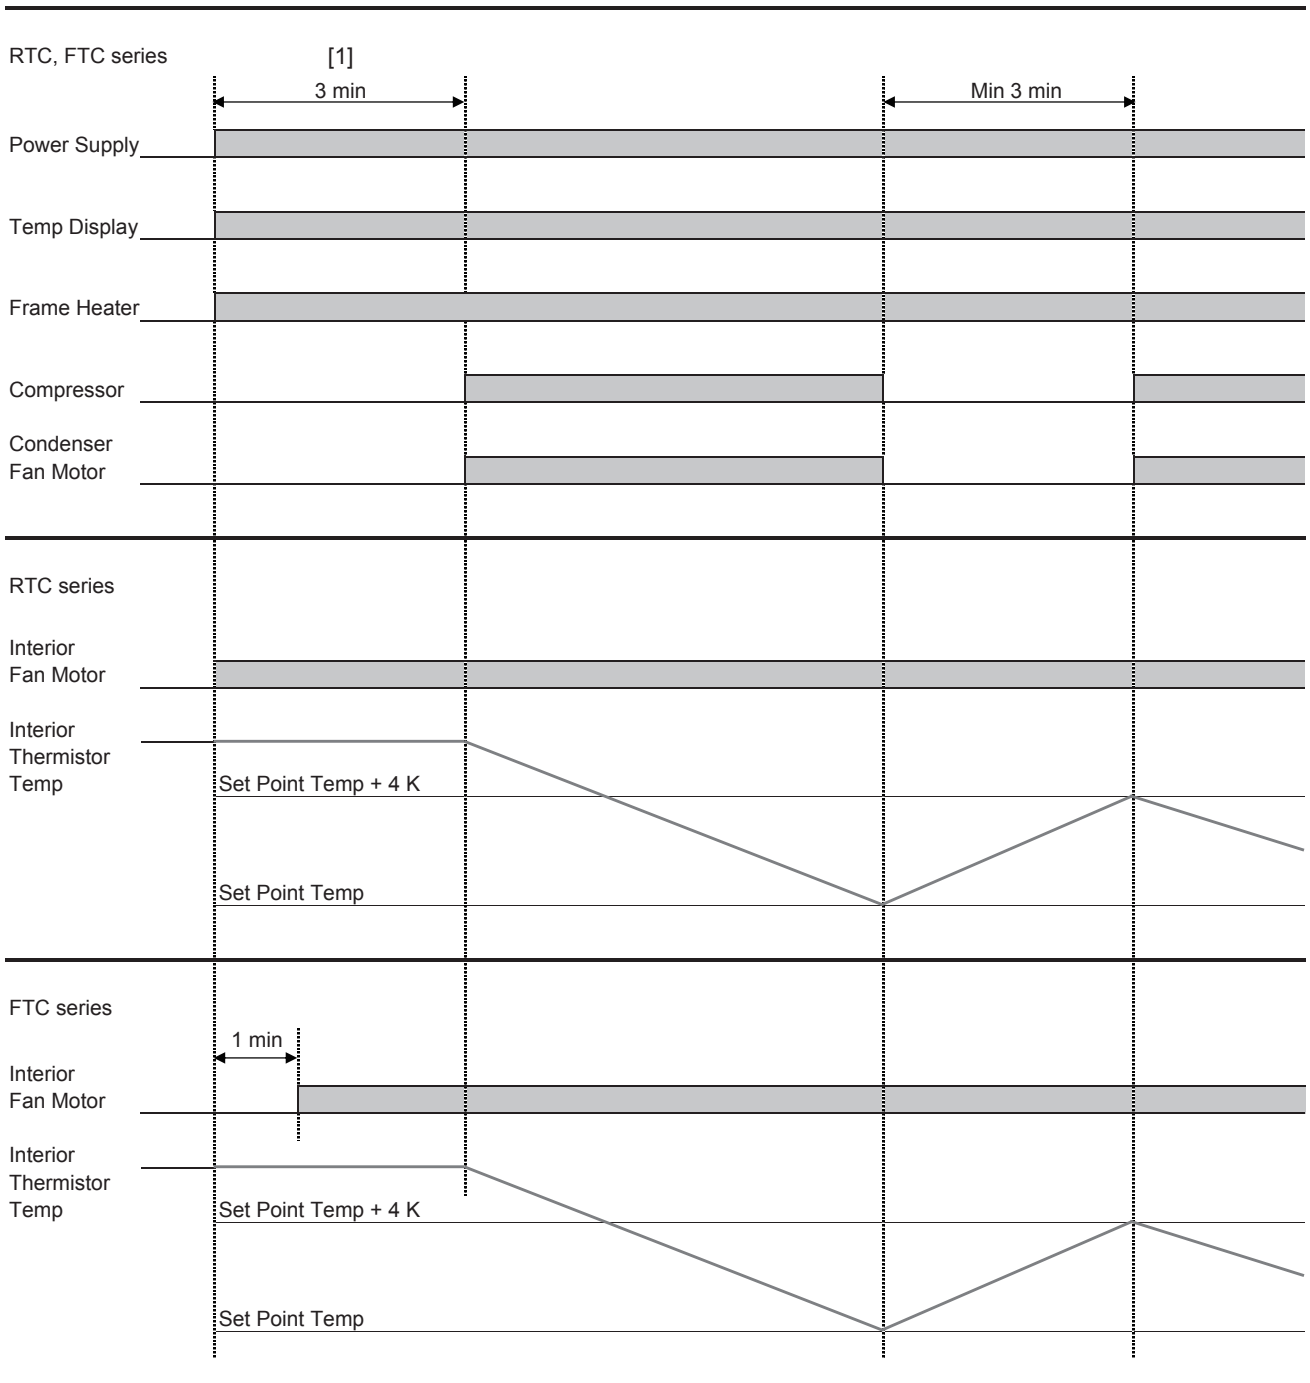 RTC, FTC series
[1]
3 min
Min 3 min
Power Supply
Temp Display
Frame Heater
Compressor
Condenser
Fan Motor
RTC series
Interior
Fan Motor
Interior
Thermistor
Temp
Set Point Temp + 4 K
Set Point Temp
FTC series
1 min
Interior
Fan Motor
Interior
Thermistor
Temp
Set Point Temp + 4 K
Set Point Temp